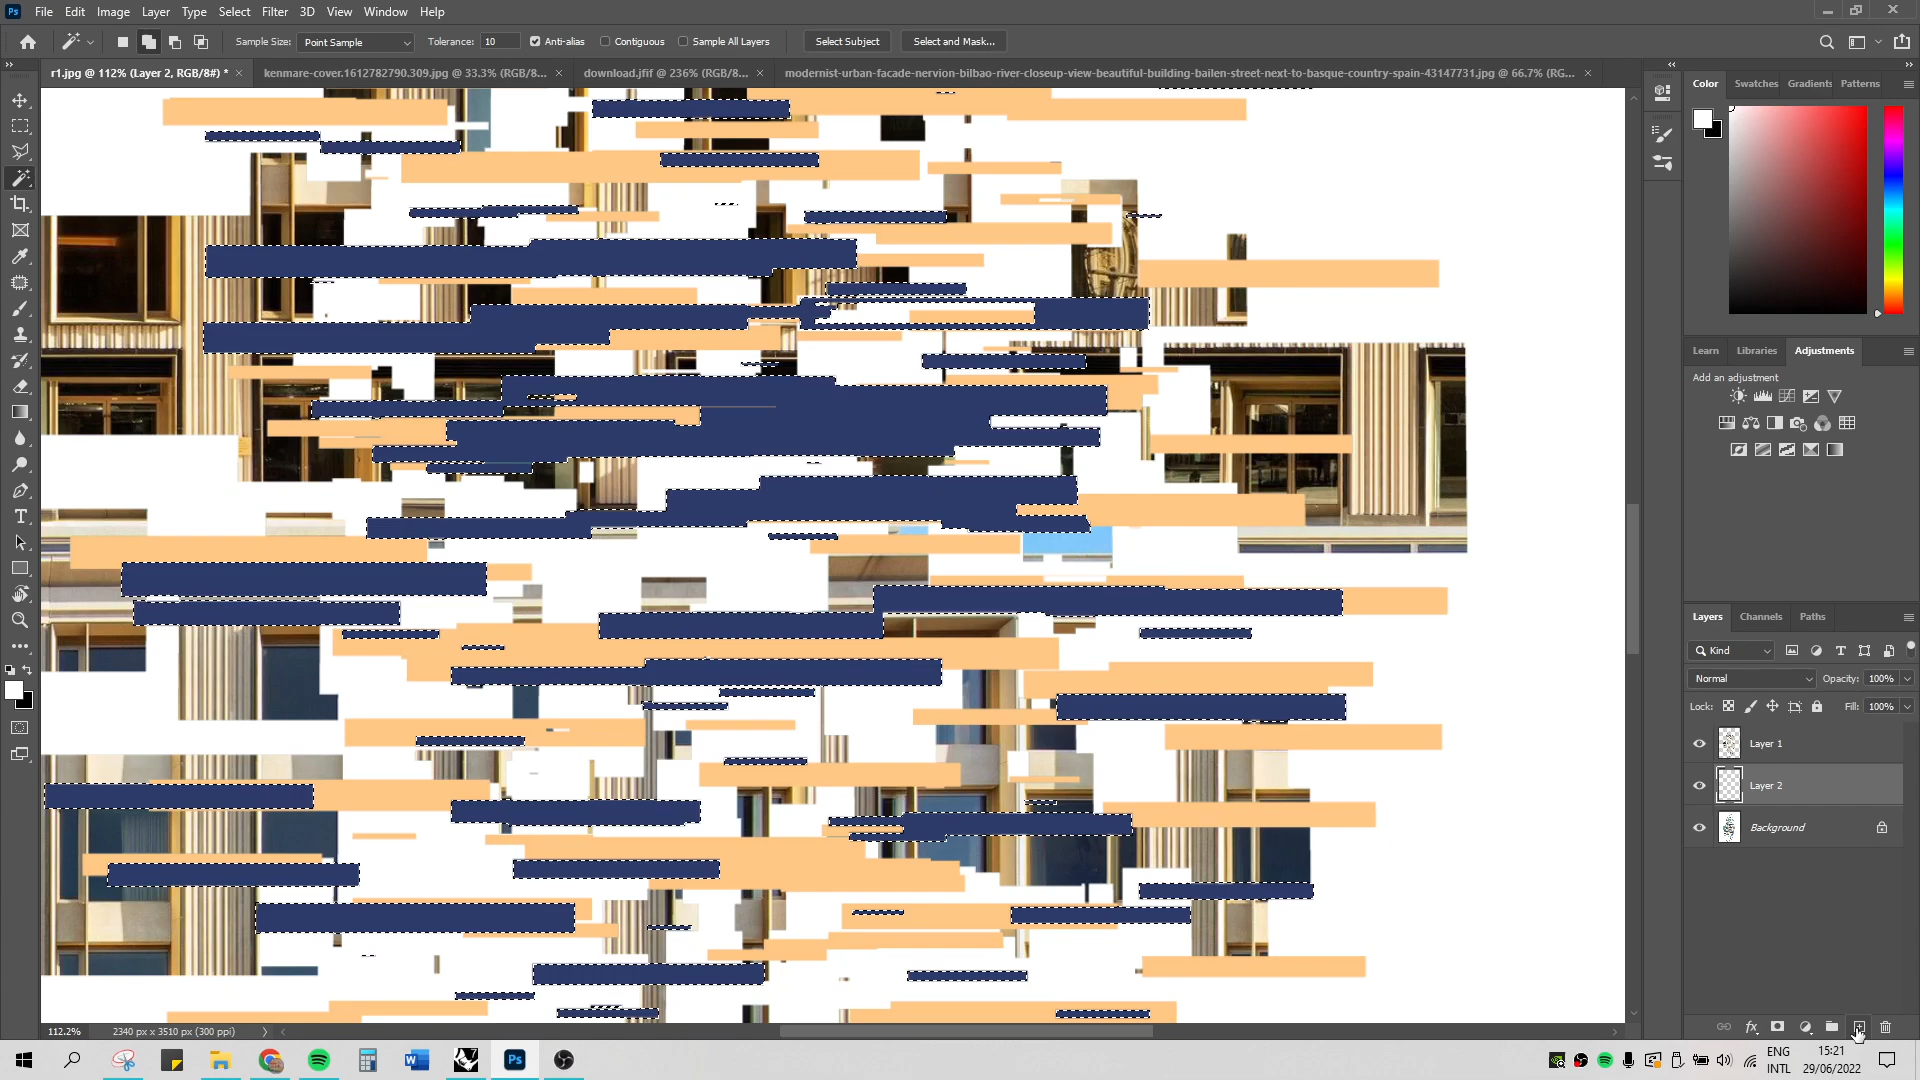 Ps File Edit Image Layer Type Select Filter 3D View Window Help
Sample Size: Point Sample Tolerance: 10 Anti-alias Contiguous Sample All Layers Select Subject Select and Mask...
r1.jpg @ 112% (Layer 2, RGB/8#) * kenmare-cover.1612782790.309.jpg @ 33.3% (RGB/8... download.jfif @ 236% (RGB/8... modernist-urban-facade-nervion-bilbao-river-closeup-view-beautiful-building-bailen-street-next-to-basque-country-spain-43147731.jpg @ 66.7% (RG...
Color Swatches Gradients Patterns
Learn Libraries Adjustments
Add an adjustment
Layers Channels Paths
Kind
Normal Opacity: 100%
Lock: Fill: 100%
Layer 1
Layer 2
Background
fx
112.2% 2340 px x 3510 px (300 ppi)
Ps
ENG
INTL
15:21
29/06/2022